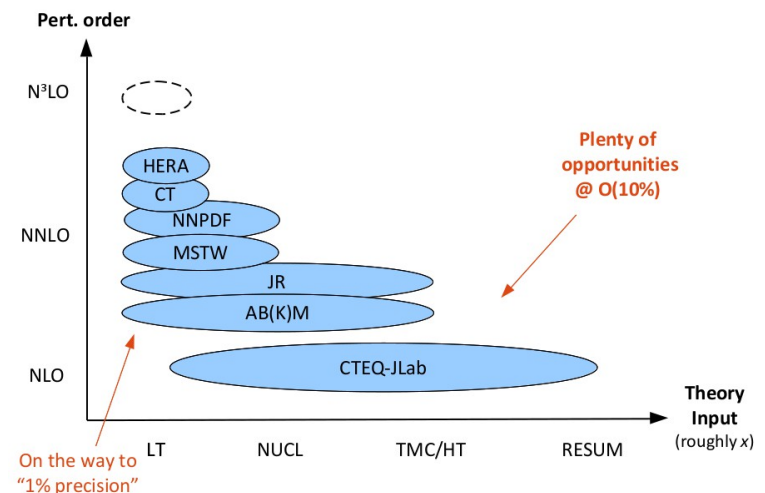 Pert. order
N³LO
HERA
CT
NNPDF
NNLO
MSTW
JR
AB(K)M
NLO
CTEQ-JLab
Plenty of
opportunities
@ O(10%)
Theory
Input
(roughly x)
LT
NUCL
TMC/HT
RESUM
On the way to
“1% precision”